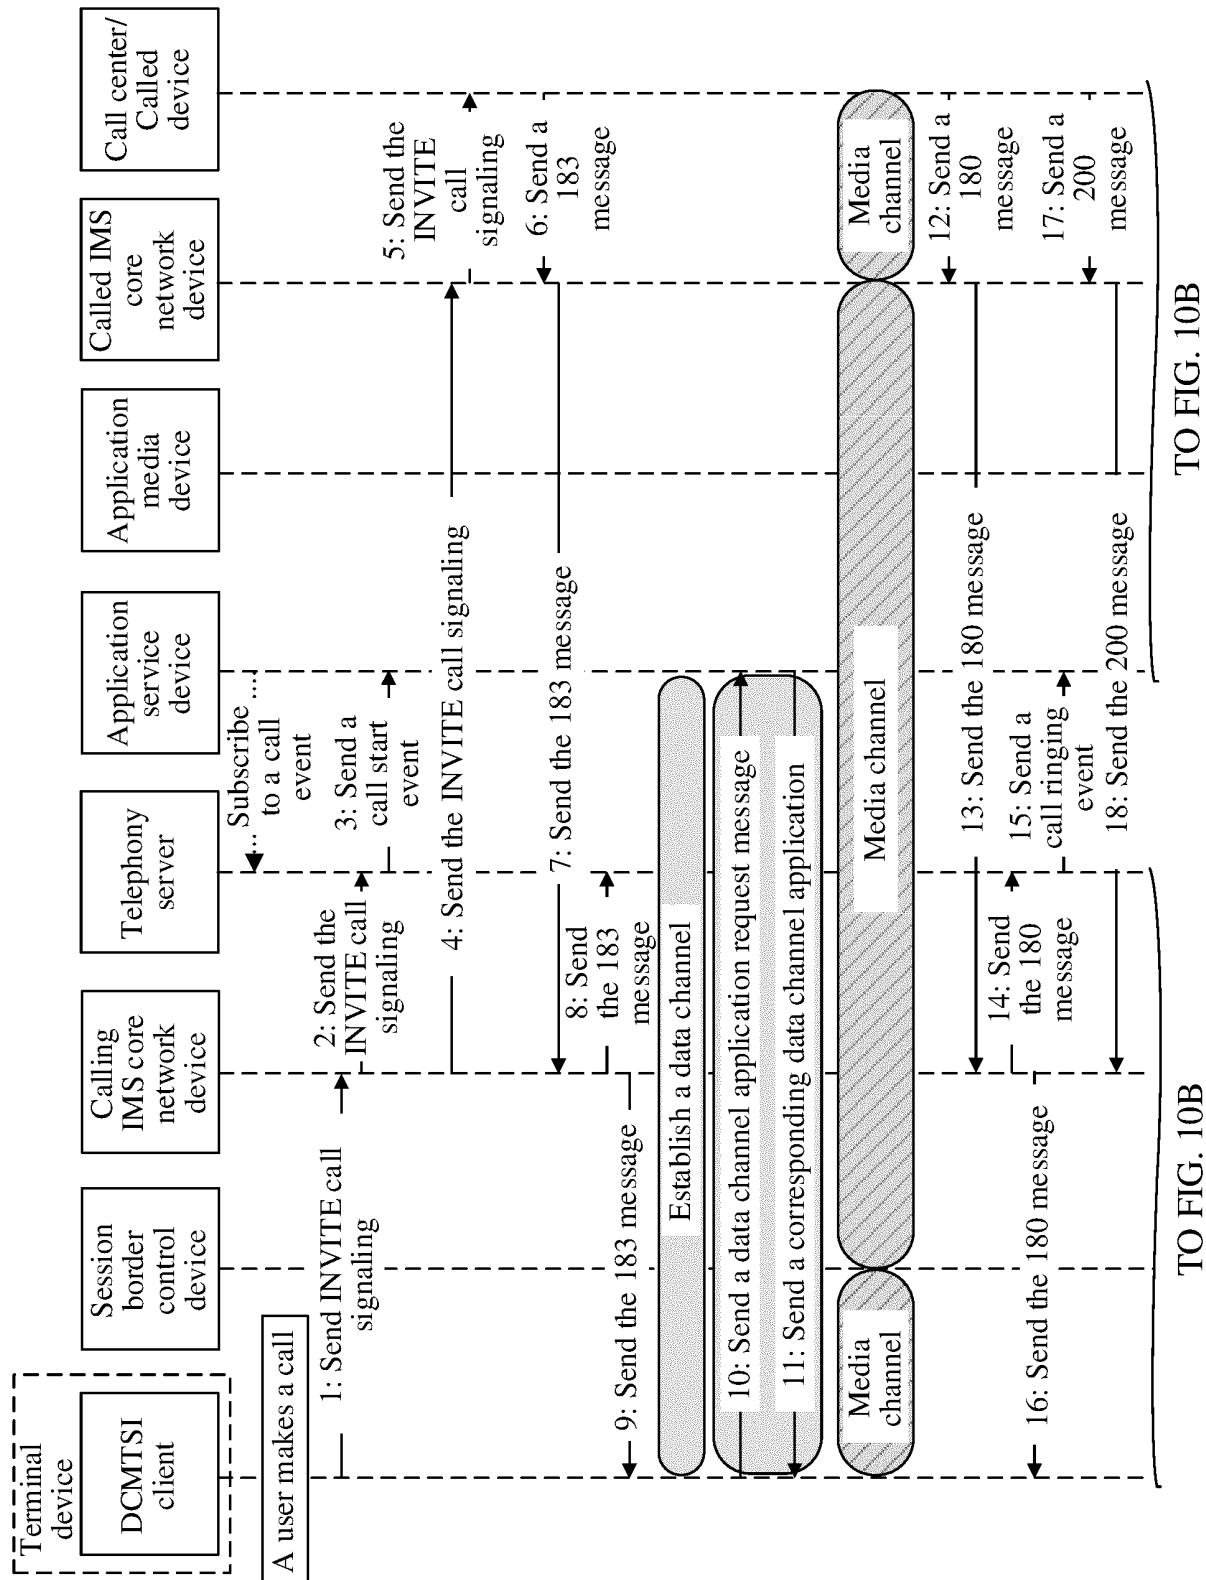 Terminal
device
DCMTSI
client
Session
border
control
device
Calling
IMS core
network
device
Telephony
server
Application
service
device
Application
media
device
Called IMS
core
network
device
Call center/
Called
device
A user makes a call
Subscribe
to a call
event
1: Send INVITE call
signaling
2: Send the
INVITE call
signaling
3: Send a
call start
event
4: Send the INVITE call signaling
5: Send the
INVITE
call
signaling
6: Send a
183
message
7: Send the 183 message
8: Send
the 183
message
9: Send the 183 message
Establish a data channel
10: Send a data channel application request message
11: Send a corresponding data channel application
Media
channel
Media channel
Media
channel
12: Send a
180
message
13: Send the 180 message
14: Send
the 180
message
15: Send a
call ringing
event
16: Send the 180 message
17: Send a
200
message
18: Send the 200 message
TO FIG. 10B
TO FIG. 10B